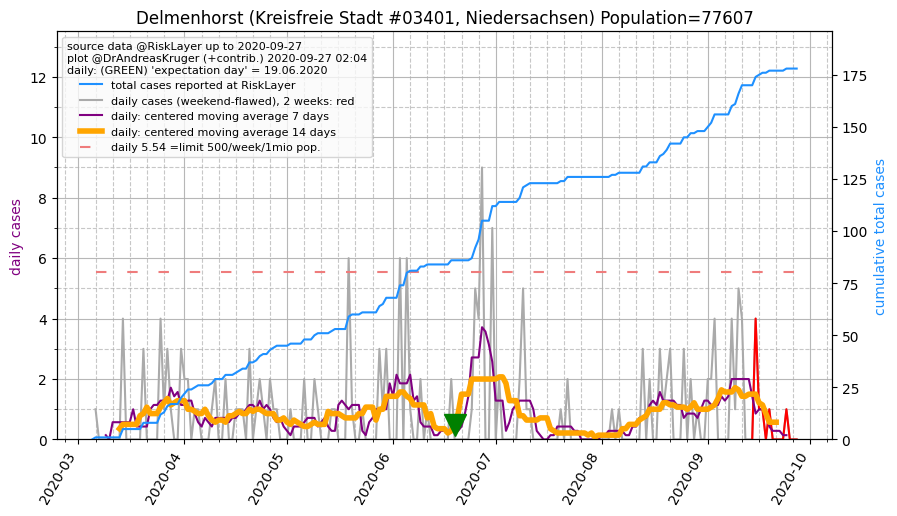 Delmenhorst (Kreisfreie Stadt #03401, Niedersachsen) Population=77607
source data @RiskLayer up to 2020-09-27
plot @DrAndreasKruger (+contrib.) 2020-09-27 02:04
daily: (GREEN) 'expectation day' = 19.06.2020
total cases reported at RiskLayer
daily cases (weekend-flawed), 2 weeks: red
daily: centered moving average 7 days
daily: centered moving average 14 days
daily 5.54 =limit 500/week/1mio pop.
daily cases
12
10
8
6
4
2
0
cumulative total cases
175
150
125
100
75
50
25
0
2020-03
2020-04
2020-05
2020-06
2020-07
2020-08
2020-09
2020-10